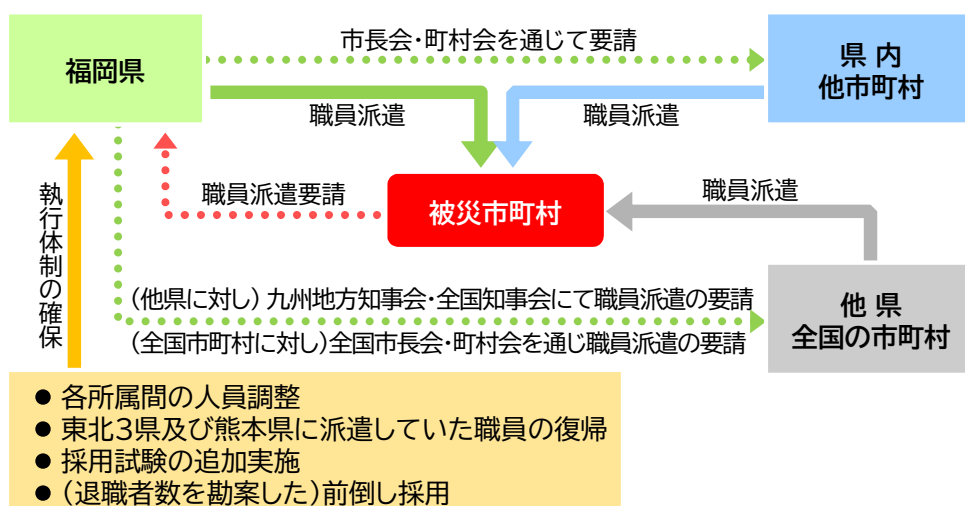 市長会・町村会を通じて要請
福岡県
県 内
他市町村
職員派遣
職員派遣
職員派遣要請
被災市町村
職員派遣
執行体制の確保
(他県に対し) 九州地方知事会・全国知事会にて職員派遣の要請
(全国市町村に対し)全国市長会・町村会を通じ職員派遣の要請
他 県
全国の市町村
● 各所属間の人員調整
● 東北3県及び熊本県に派遣していた職員の復帰
● 採用試験の追加実施
● (退職者数を勘案した)前倒し採用